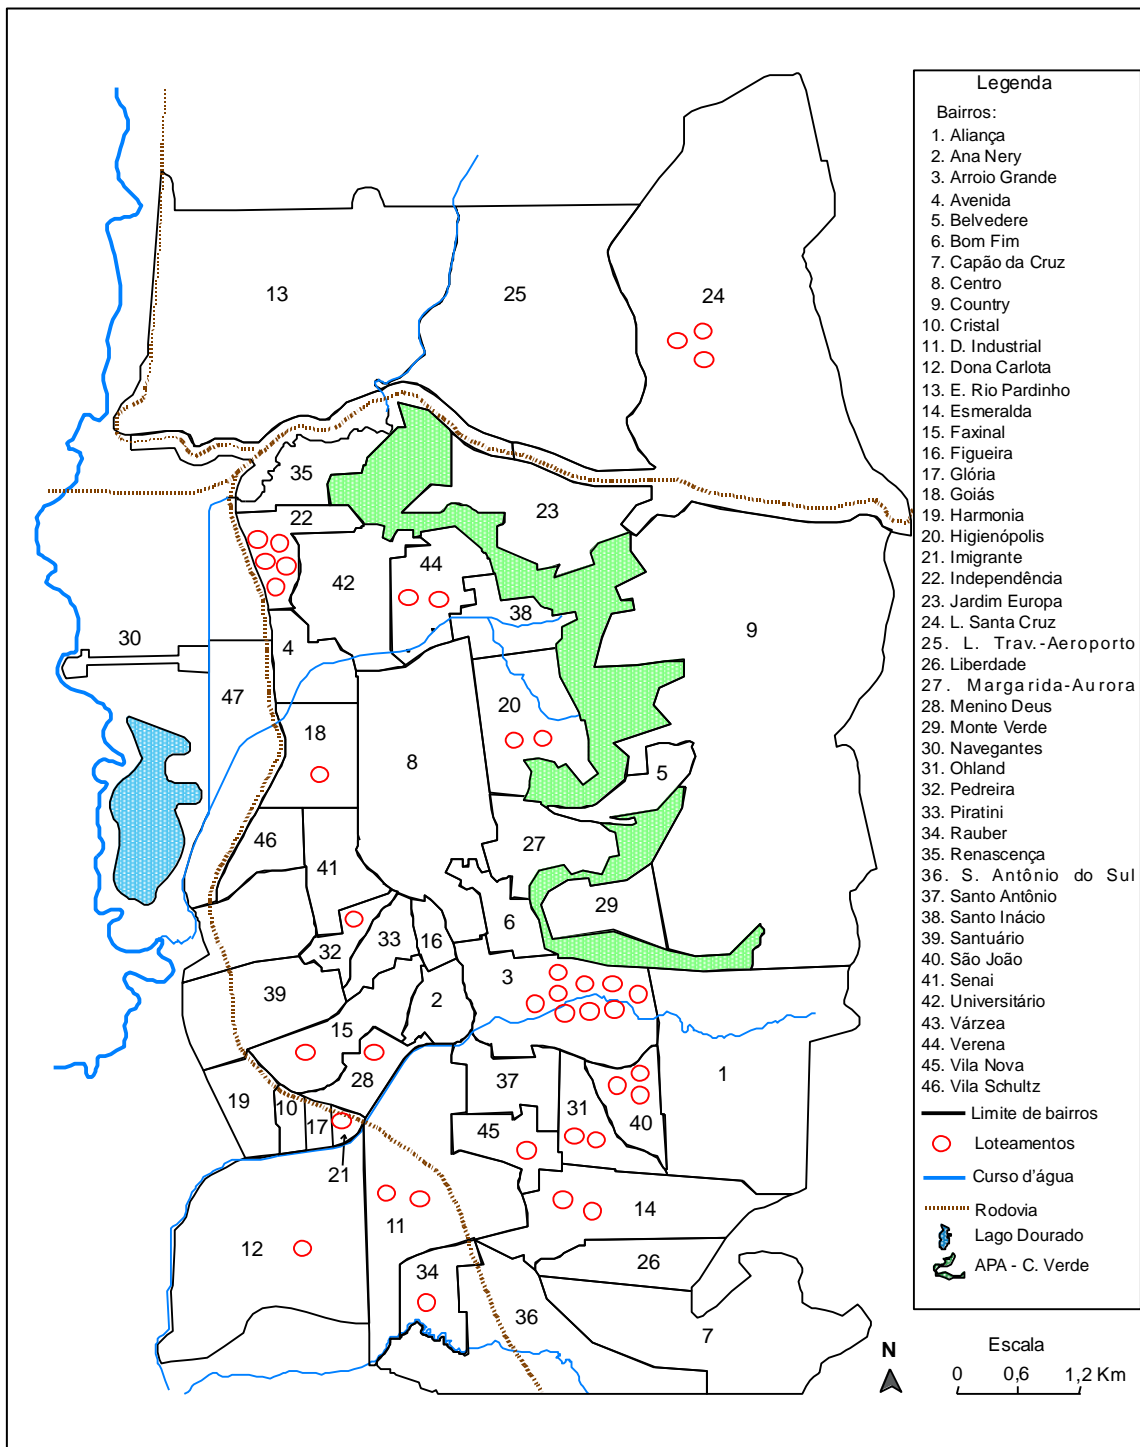 Legenda
Bairros:
1. Aliança
2. Ana Nery
3. Arroio Grande
4. Avenida
5. Belvedere
6. Bom Fim
7. Capão da Cruz
8. Centro
9. Country
10. Cristal
11. D. Industrial
12. Dona Carlota
13. E. Rio Pardinho
14. Esmeralda
15. Faxinal
16. Figueira
17. Glória
18. Goiás
19. Harmonia
20. Higienópolis
21. Imigrante
22. Independência
23. Jardim Europa
24. L. Santa Cruz
25. L. Trav.-Aeroporto
26. Liberdade
27. Margarida-Aurora
28. Menino Deus
29. Monte Verde
30. Navegantes
31. Ohland
32. Pedreira
33. Piratini
34. Rauber
35. Renascença
36. S. Antônio do Sul
37. Santo Antônio
38. Santo Inácio
39. Santuário
40. São João
41. Senai
42. Universitário
43. Várzea
44. Verena
45. Vila Nova
46. Vila Schultz
Limite de bairros
Loteamentos
Curso d'água
Rodovia
Lago Dourado
APA - C. Verde
Escala
N
0 0,6 1,2 Km
13
25
24
35
22
23
44
42
38
9
30
4
47
20
18
8
5
46
27
41
29
6
32
33
16
3
39
2
15
28
37
1
19
10
17
31
40
45
21
14
11
12
26
34
36
7